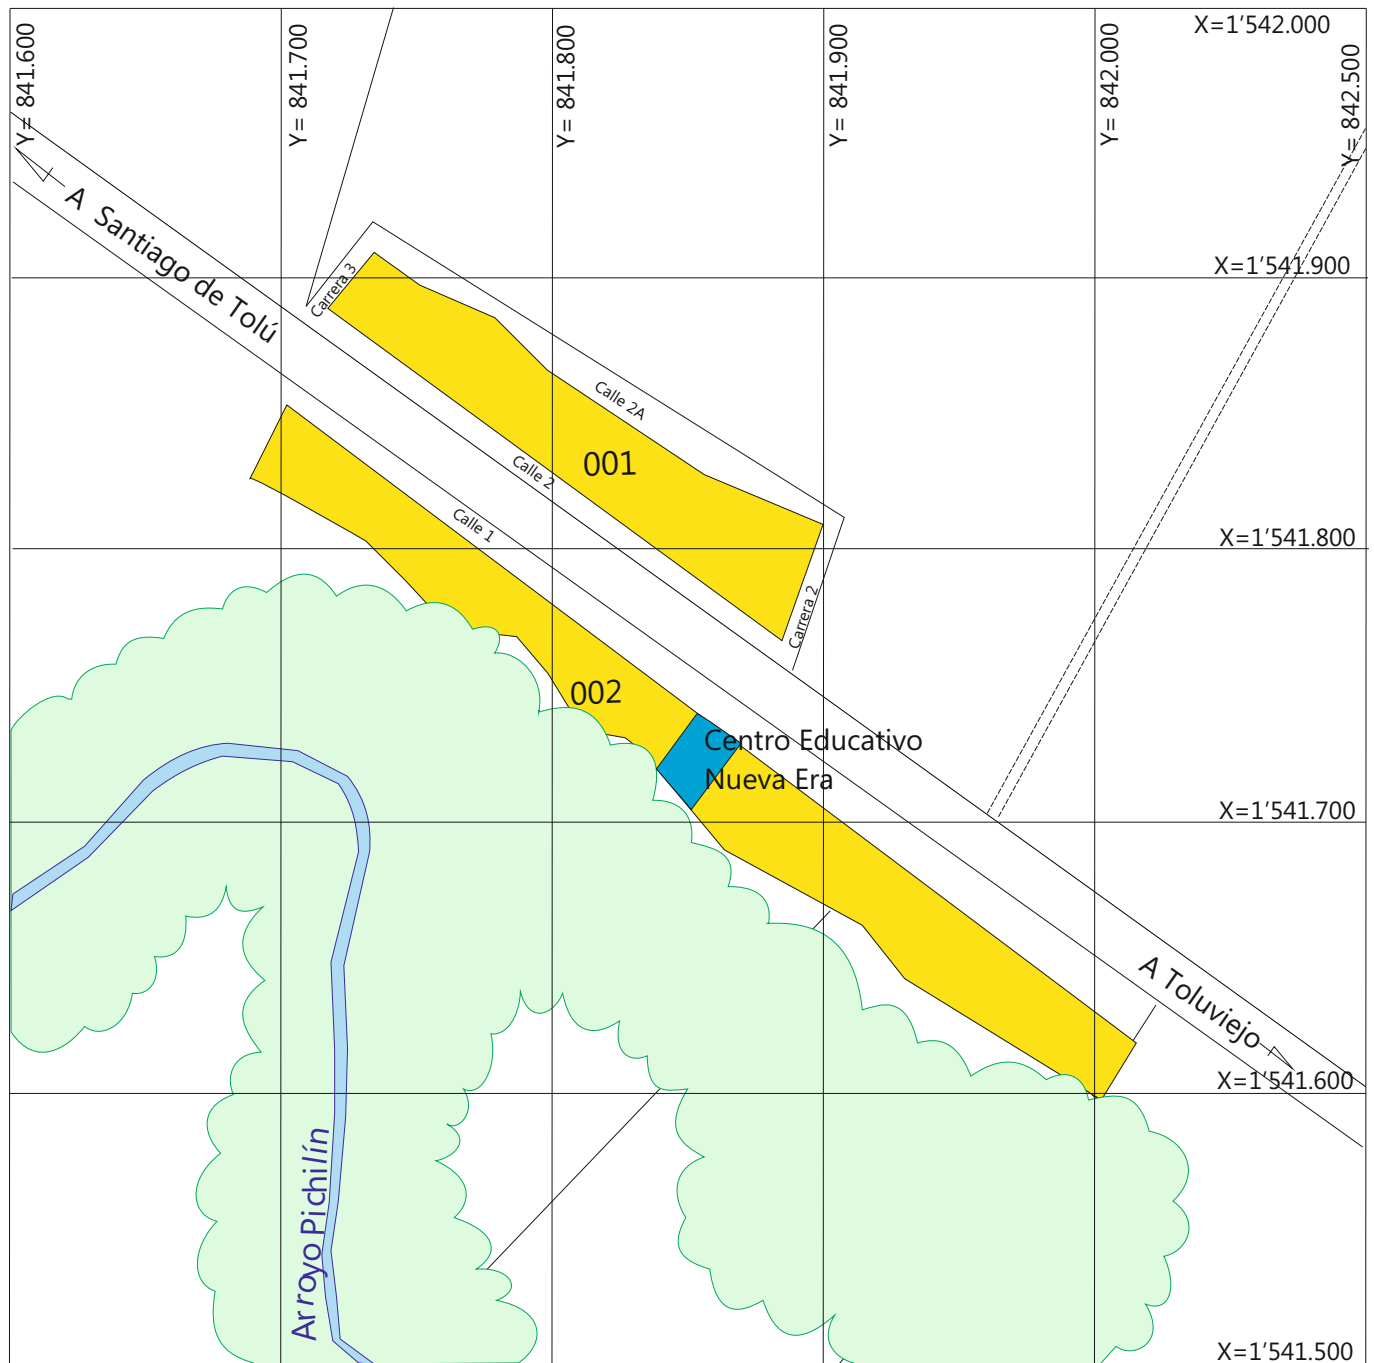 X=1'542.000
Y= 841.600
Y= 841.700
Y= 841.800
Y= 841.900
Y= 842.000
Y= 842.500
A Santiago de Tolú
X=1'541.900
Carrera 3
Calle 2A
001
Calle 2
Calle 1
X=1'541.800
Carrera 2
002
Centro Educativo
Nueva Era
X=1'541.700
A Toluviejo
X=1'541.600
Arroyo Pichilín
X=1'541.500